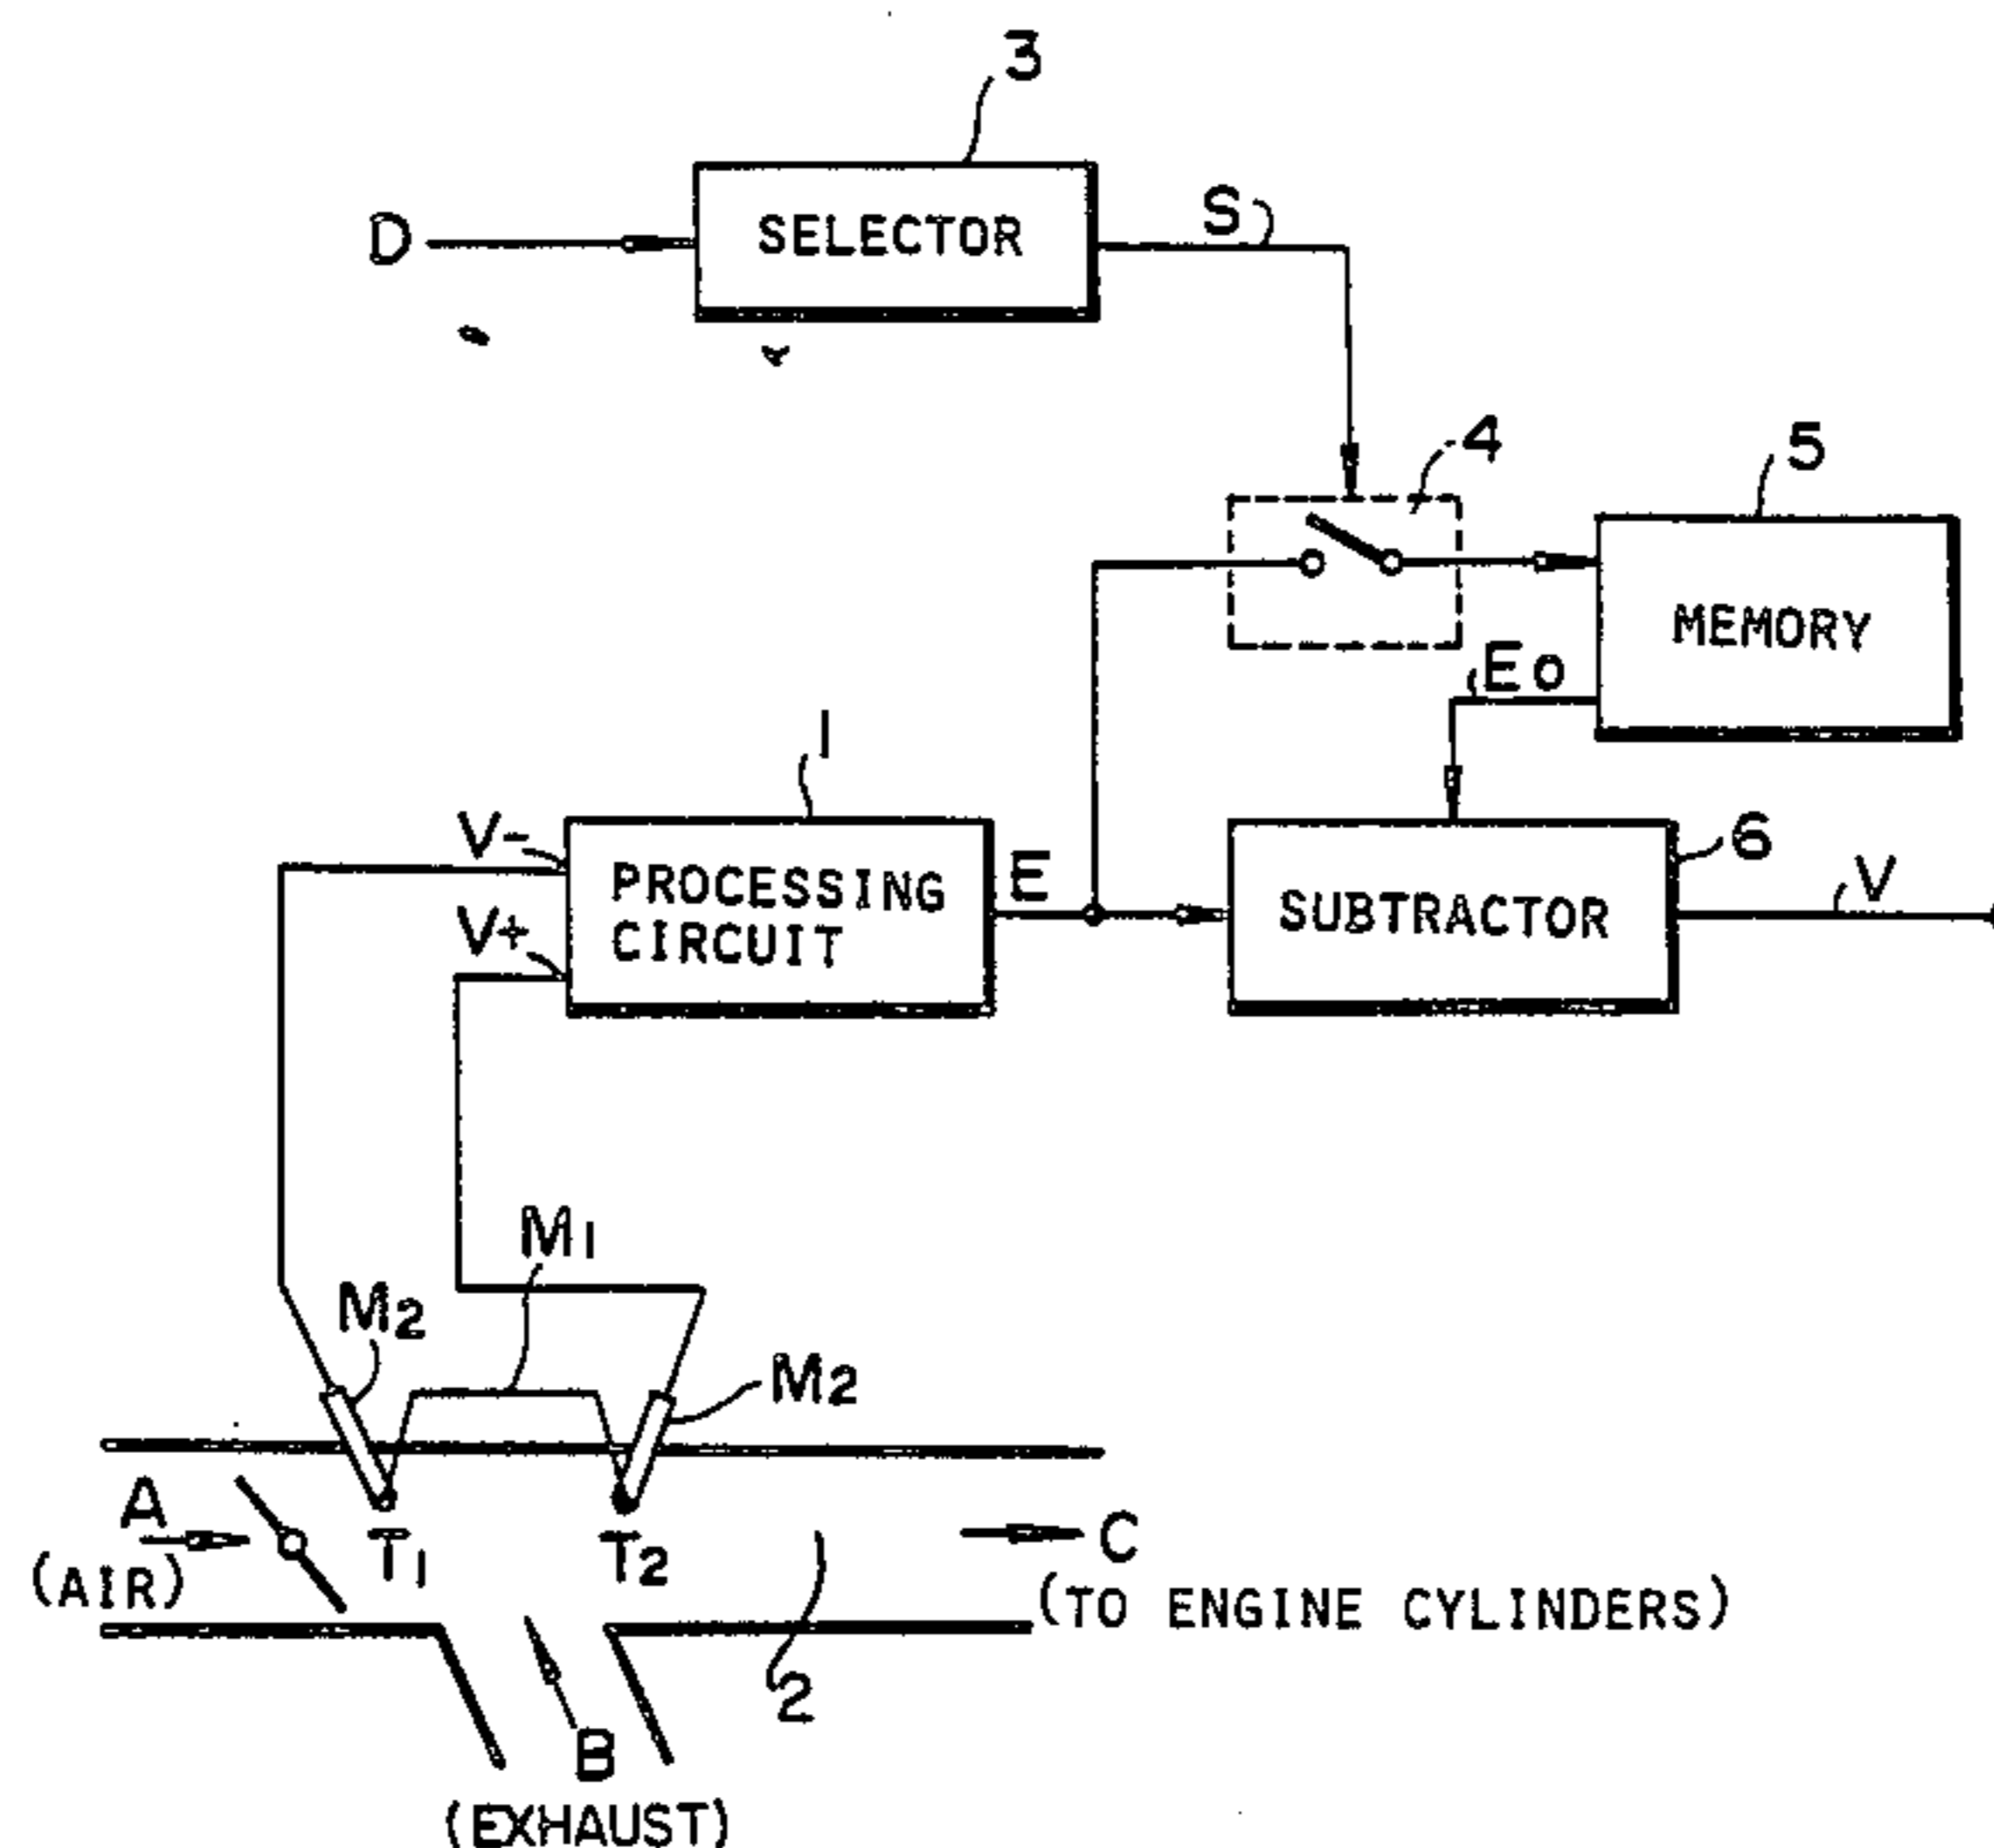 3
D
SELECTOR
S
4
5
MEMORY
Eo
1
V-
PROCESSING
CIRCUIT
V+
E
SUBTRACTOR
6
V
M1
M2
M2
A
(AIR)
T1
T2
C
(TO ENGINE CYLINDERS)
2
B
(EXHAUST)